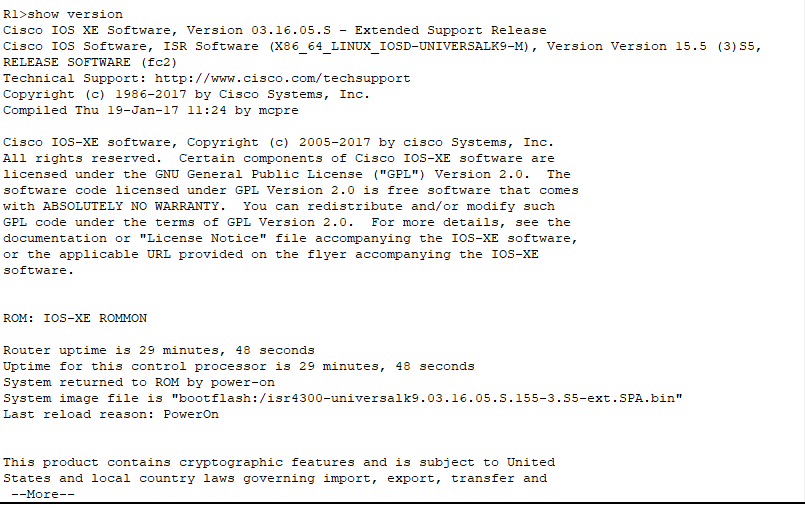 R1>show version
Cisco IOS XE Software, Version 03.16.05.S - Extended Support Release
Cisco IOS Software, ISR Software (X86_64_LINUX_IOSD-UNIVERSALK9-M), Version Version 15.5 (3)S5,
RELEASE SOFTWARE (fc2)
Technical Support: http://www.cisco.com/techsupport
Copyright (c) 1986-2017 by Cisco Systems, Inc.
Compiled Thu 19-Jan-17 11:24 by mcpre
Cisco IOS-XE software, Copyright (c) 2005-2017 by cisco Systems, Inc.
All rights reserved.  Certain components of Cisco IOS-XE software are
licensed under the GNU General Public License ("GPL") Version 2.0.  The
software code licensed under GPL Version 2.0 is free software that comes
with ABSOLUTELY NO WARRANTY.  You can redistribute and/or modify such
GPL code under the terms of GPL Version 2.0.  For more details, see the
documentation or "License Notice" file accompanying the IOS-XE software,
or the applicable URL provided on the flyer accompanying the IOS-XE
software.
ROM: IOS-XE ROMMON
Router uptime is 29 minutes, 48 seconds
Uptime for this control processor is 29 minutes, 48 seconds
System returned to ROM by power-on
System image file is "bootflash:/isr4300-universalk9.03.16.05.S.155-3.S5-ext.SPA.bin"
Last reload reason: PowerOn
This product contains cryptographic features and is subject to United
States and local country laws governing import, export, transfer and
--More--